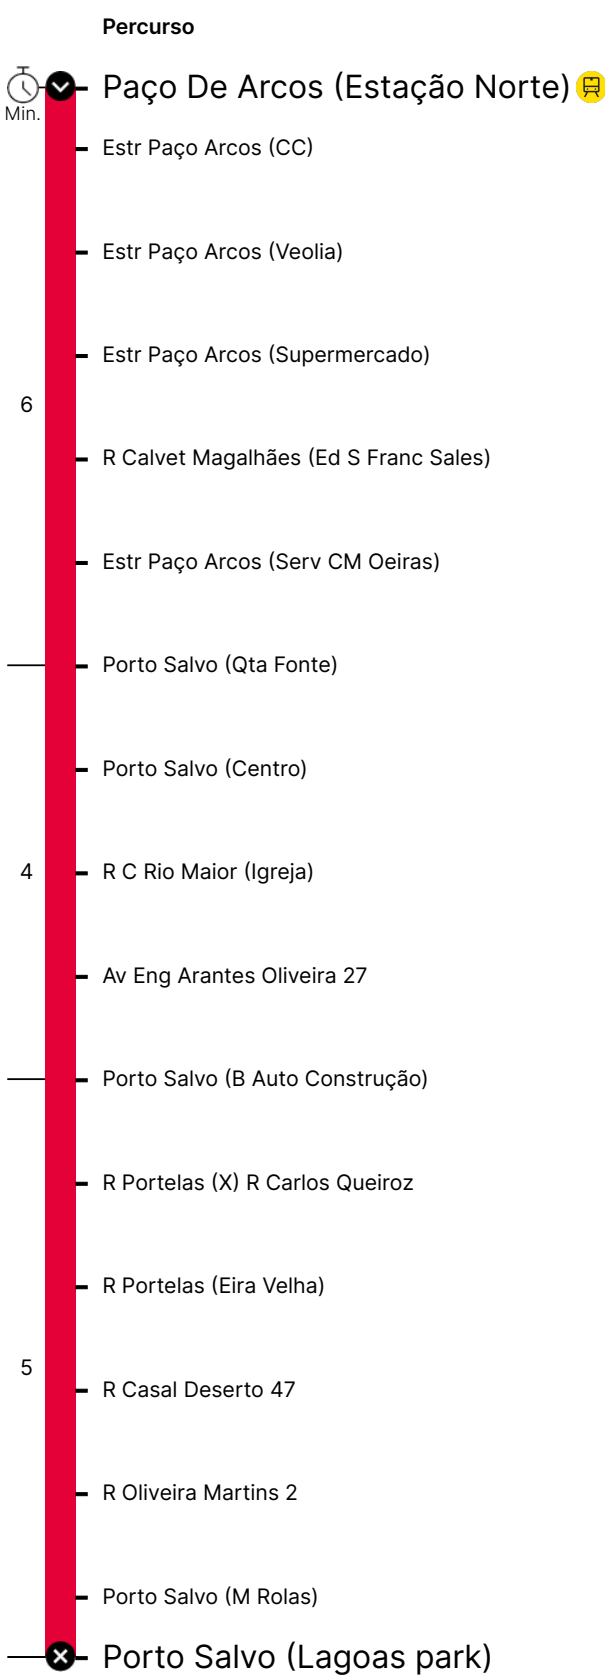 Percurso
Paço De Arcos (Estação Norte)
Min.
Estr Paço Arcos (CC)
Estr Paço Arcos (Veolia)
Estr Paço Arcos (Supermercado)
6
R Calvet Magalhães (Ed S Franc Sales)
Estr Paço Arcos (Serv CM Oeiras)
Porto Salvo (Qta Fonte)
Porto Salvo (Centro)
4
R C Rio Maior (Igreja)
Av Eng Arantes Oliveira 27
Porto Salvo (B Auto Construção)
R Portelas (X) R Carlos Queiroz
R Portelas (Eira Velha)
5
R Casal Deserto 47
R Oliveira Martins 2
Porto Salvo (M Rolas)
Porto Salvo (Lagoas park)